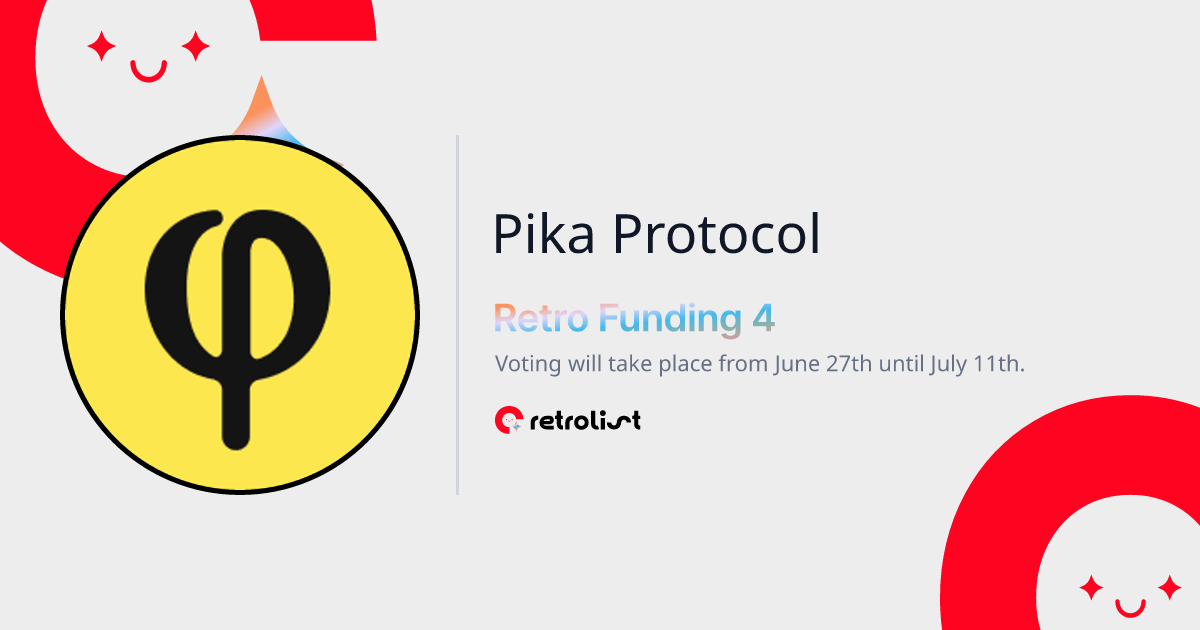 φ
Pika Protocol
Retro Funding 4
Voting will take place from June 27th until July 11th.
retrolist